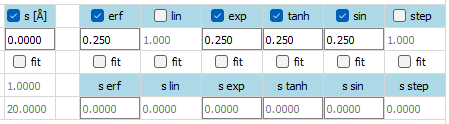 s [Å] erf lin exp tanh sin step
0.0000 0.250 1.000 0.250 0.250 0.250 1.000
fit fit fit fit fit fit fit
1.0000 s erf s lin s exp s tanh s sin s step
20.0000 0.0000 0.0000 0.0000 0.0000 0.0000 0.0000